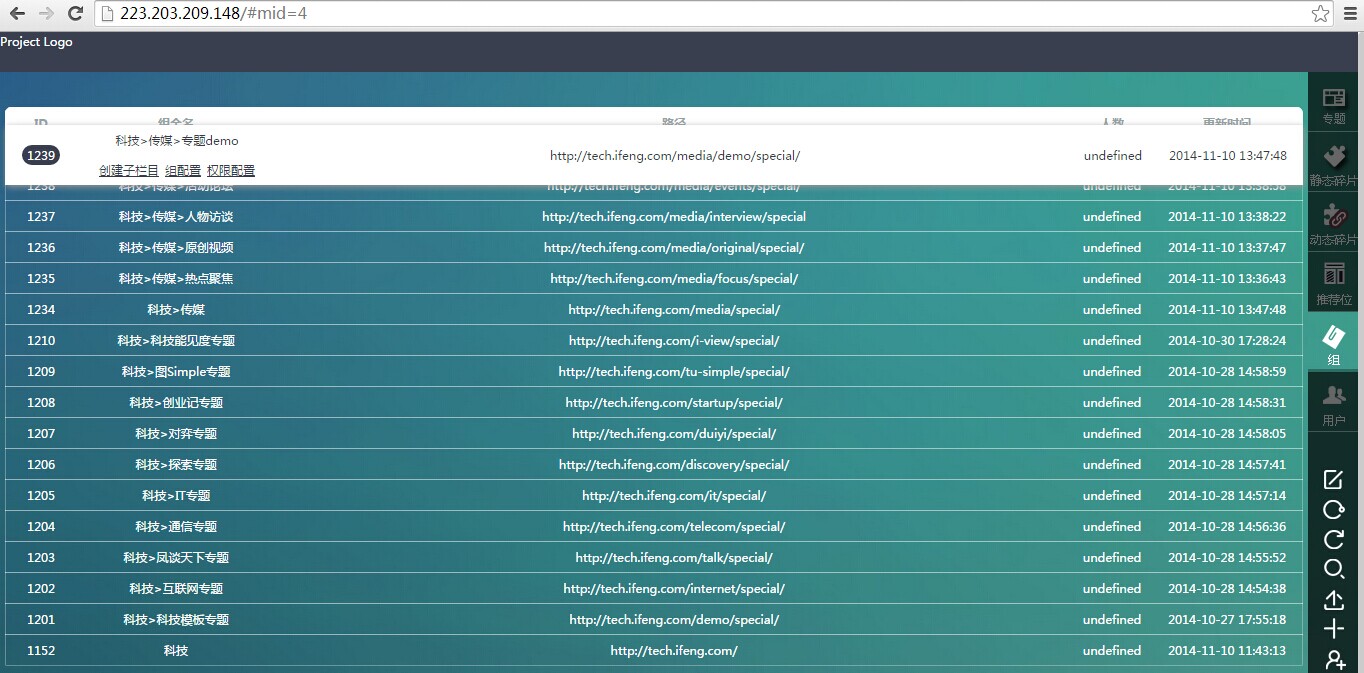 223.203.209.148/#mid=4
Project Logo
ID 组全名 路径 人数 更新时间
科技>传媒>专题demo
1239 http://tech.ifeng.com/media/demo/special/ undefined 2014-11-10 13:47:48
创建子栏目 组配置 权限配置
1238 科技>传媒>活动论坛 http://tech.ifeng.com/media/events/special/ undefined 2014-11-10 13:38:58
1237 科技>传媒>人物访谈 http://tech.ifeng.com/media/interview/special undefined 2014-11-10 13:38:22
1236 科技>传媒>原创视频 http://tech.ifeng.com/media/original/special/ undefined 2014-11-10 13:37:47
1235 科技>传媒>热点聚焦 http://tech.ifeng.com/media/focus/special/ undefined 2014-11-10 13:36:43
1234 科技>传媒 http://tech.ifeng.com/media/special/ undefined 2014-11-10 13:47:48
1210 科技>科技能见度专题 http://tech.ifeng.com/i-view/special/ undefined 2014-10-30 17:28:24
1209 科技>图Simple专题 http://tech.ifeng.com/tu-simple/special/ undefined 2014-10-28 14:58:59
1208 科技>创业记专题 http://tech.ifeng.com/startup/special/ undefined 2014-10-28 14:58:31
1207 科技>对弈专题 http://tech.ifeng.com/duiyi/special/ undefined 2014-10-28 14:58:05
1206 科技>探索专题 http://tech.ifeng.com/discovery/special/ undefined 2014-10-28 14:57:41
1205 科技>IT专题 http://tech.ifeng.com/it/special/ undefined 2014-10-28 14:57:14
1204 科技>通信专题 http://tech.ifeng.com/telecom/special/ undefined 2014-10-28 14:56:36
1203 科技>凤谈天下专题 http://tech.ifeng.com/talk/special/ undefined 2014-10-28 14:55:52
1202 科技>互联网专题 http://tech.ifeng.com/internet/special/ undefined 2014-10-28 14:54:38
1201 科技>科技模板专题 http://tech.ifeng.com/demo/special/ undefined 2014-10-27 17:55:18
1152 科技 http://tech.ifeng.com/ undefined 2014-11-10 11:43:13
专题
静态碎片
动态碎片
推荐位
组
用户